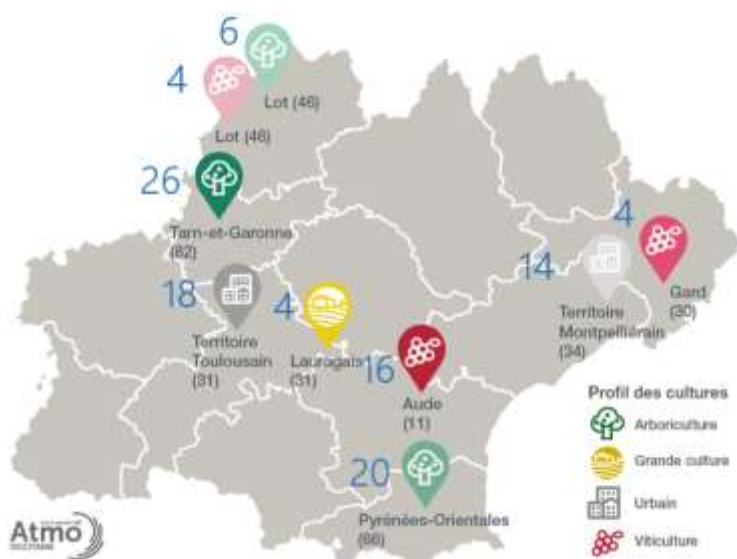 6
4
Lot (46)
Lot (46)
26
Tarn-et-Garonne
(82)
4
18
14
4
Gard
(30)
Territoire
Toulousain
(31)
Lauragais
(31)
16
Territoire
Montpelliérain
(34)
Aude
(11)
20
Pyrénées-Orientales
(66)
Profil des cultures
Arboriculture
Grande culture
Urbain
Viticulture
Atmo